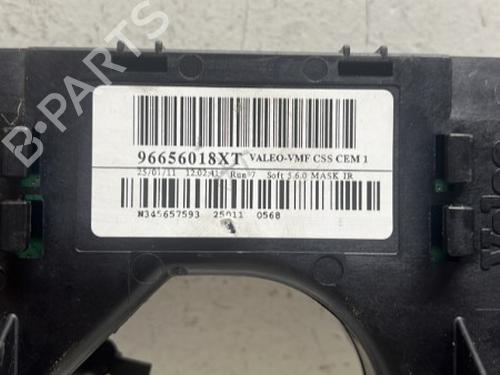 96656018XT VALEO-VMF CSS CEM 1
25/01/11 12:02:41 Run 7 Soft 5.6.0 MASK IR
N345657593 25011 0568
B-PARTS